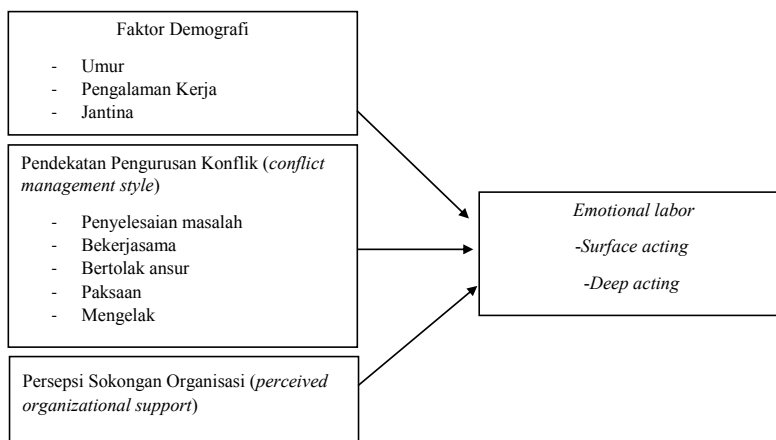 Faktor Demografi
- Umur
- Pengalaman Kerja
- Jantina
Pendekatan Pengurusan Konflik (conflict
management style)
- Penyelesaian masalah
- Bekerjasama
- Bertolak ansur
- Paksaan
- Mengelak
Persepsi Sokongan Organisasi (perceived
organizational support)
Emotional labor
-Surface acting
-Deep acting